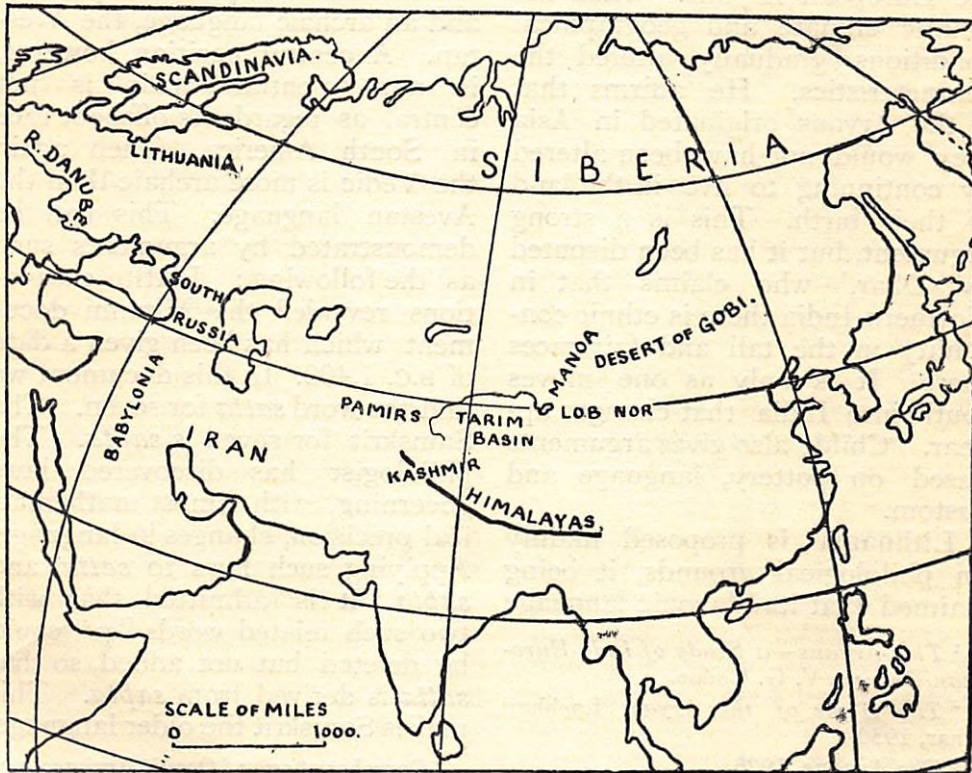 SCANDINAVIA
LITHUANIA
R. DANUBE
SIBERIA
SOUTH
RUSSIA
BABYLONIA
IRAN
PAMIRS
TARIM
BASIN
MANOR
DESERT OF GOBI.
LOB NOR
KASHMIR
HIMALAYAS
SCALE OF MILES
0 1000.